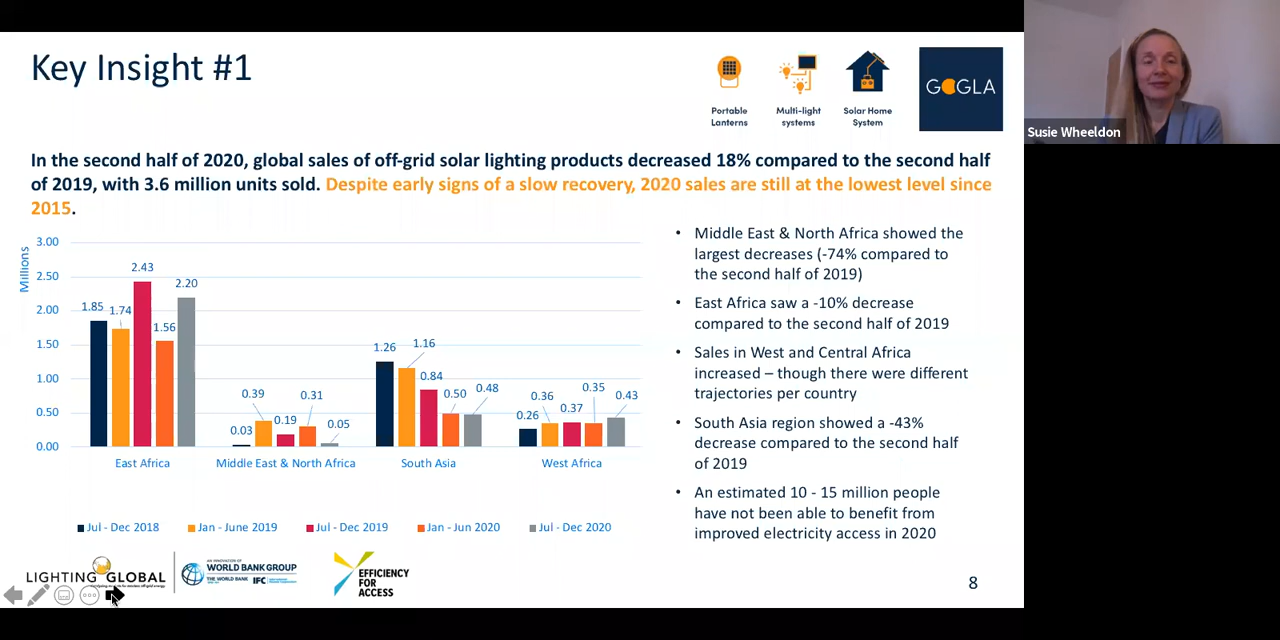 Key Insight #1
Portable
Lanterns
Multi-light
systems
Solar Home
System
GOGLA
Susie Wheeldon
In the second half of 2020, global sales of off-grid solar lighting products decreased 18% compared to the second half
of 2019, with 3.6 million units sold. Despite early signs of a slow recovery, 2020 sales are still at the lowest level since
2015.
Millions
3.00
2.50
2.00
1.50
1.00
0.50
0.00
1.85
1.74
2.43
1.56
2.20
0.03
0.39
0.19
0.31
0.05
1.26
1.16
0.84
0.50
0.48
0.26
0.36
0.37
0.35
0.43
East Africa
Middle East & North Africa
South Asia
West Africa
Jul - Dec 2018
Jan - June 2019
Jul - Dec 2019
Jan - Jun 2020
Jul - Dec 2020
• Middle East & North Africa showed the
largest decreases (-74% compared to
the second half of 2019)
• East Africa saw a -10% decrease
compared to the second half of 2019
• Sales in West and Central Africa
increased – though there were different
trajectories per country
• South Asia region showed a -43%
decrease compared to the second half
of 2019
• An estimated 10 - 15 million people
have not been able to benefit from
improved electricity access in 2020
LIGHTING GLOBAL
AN INNOVATION OF
WORLD BANK GROUP
THE WORLD BANK
IFC
EFFICIENCY
FOR
ACCESS
8